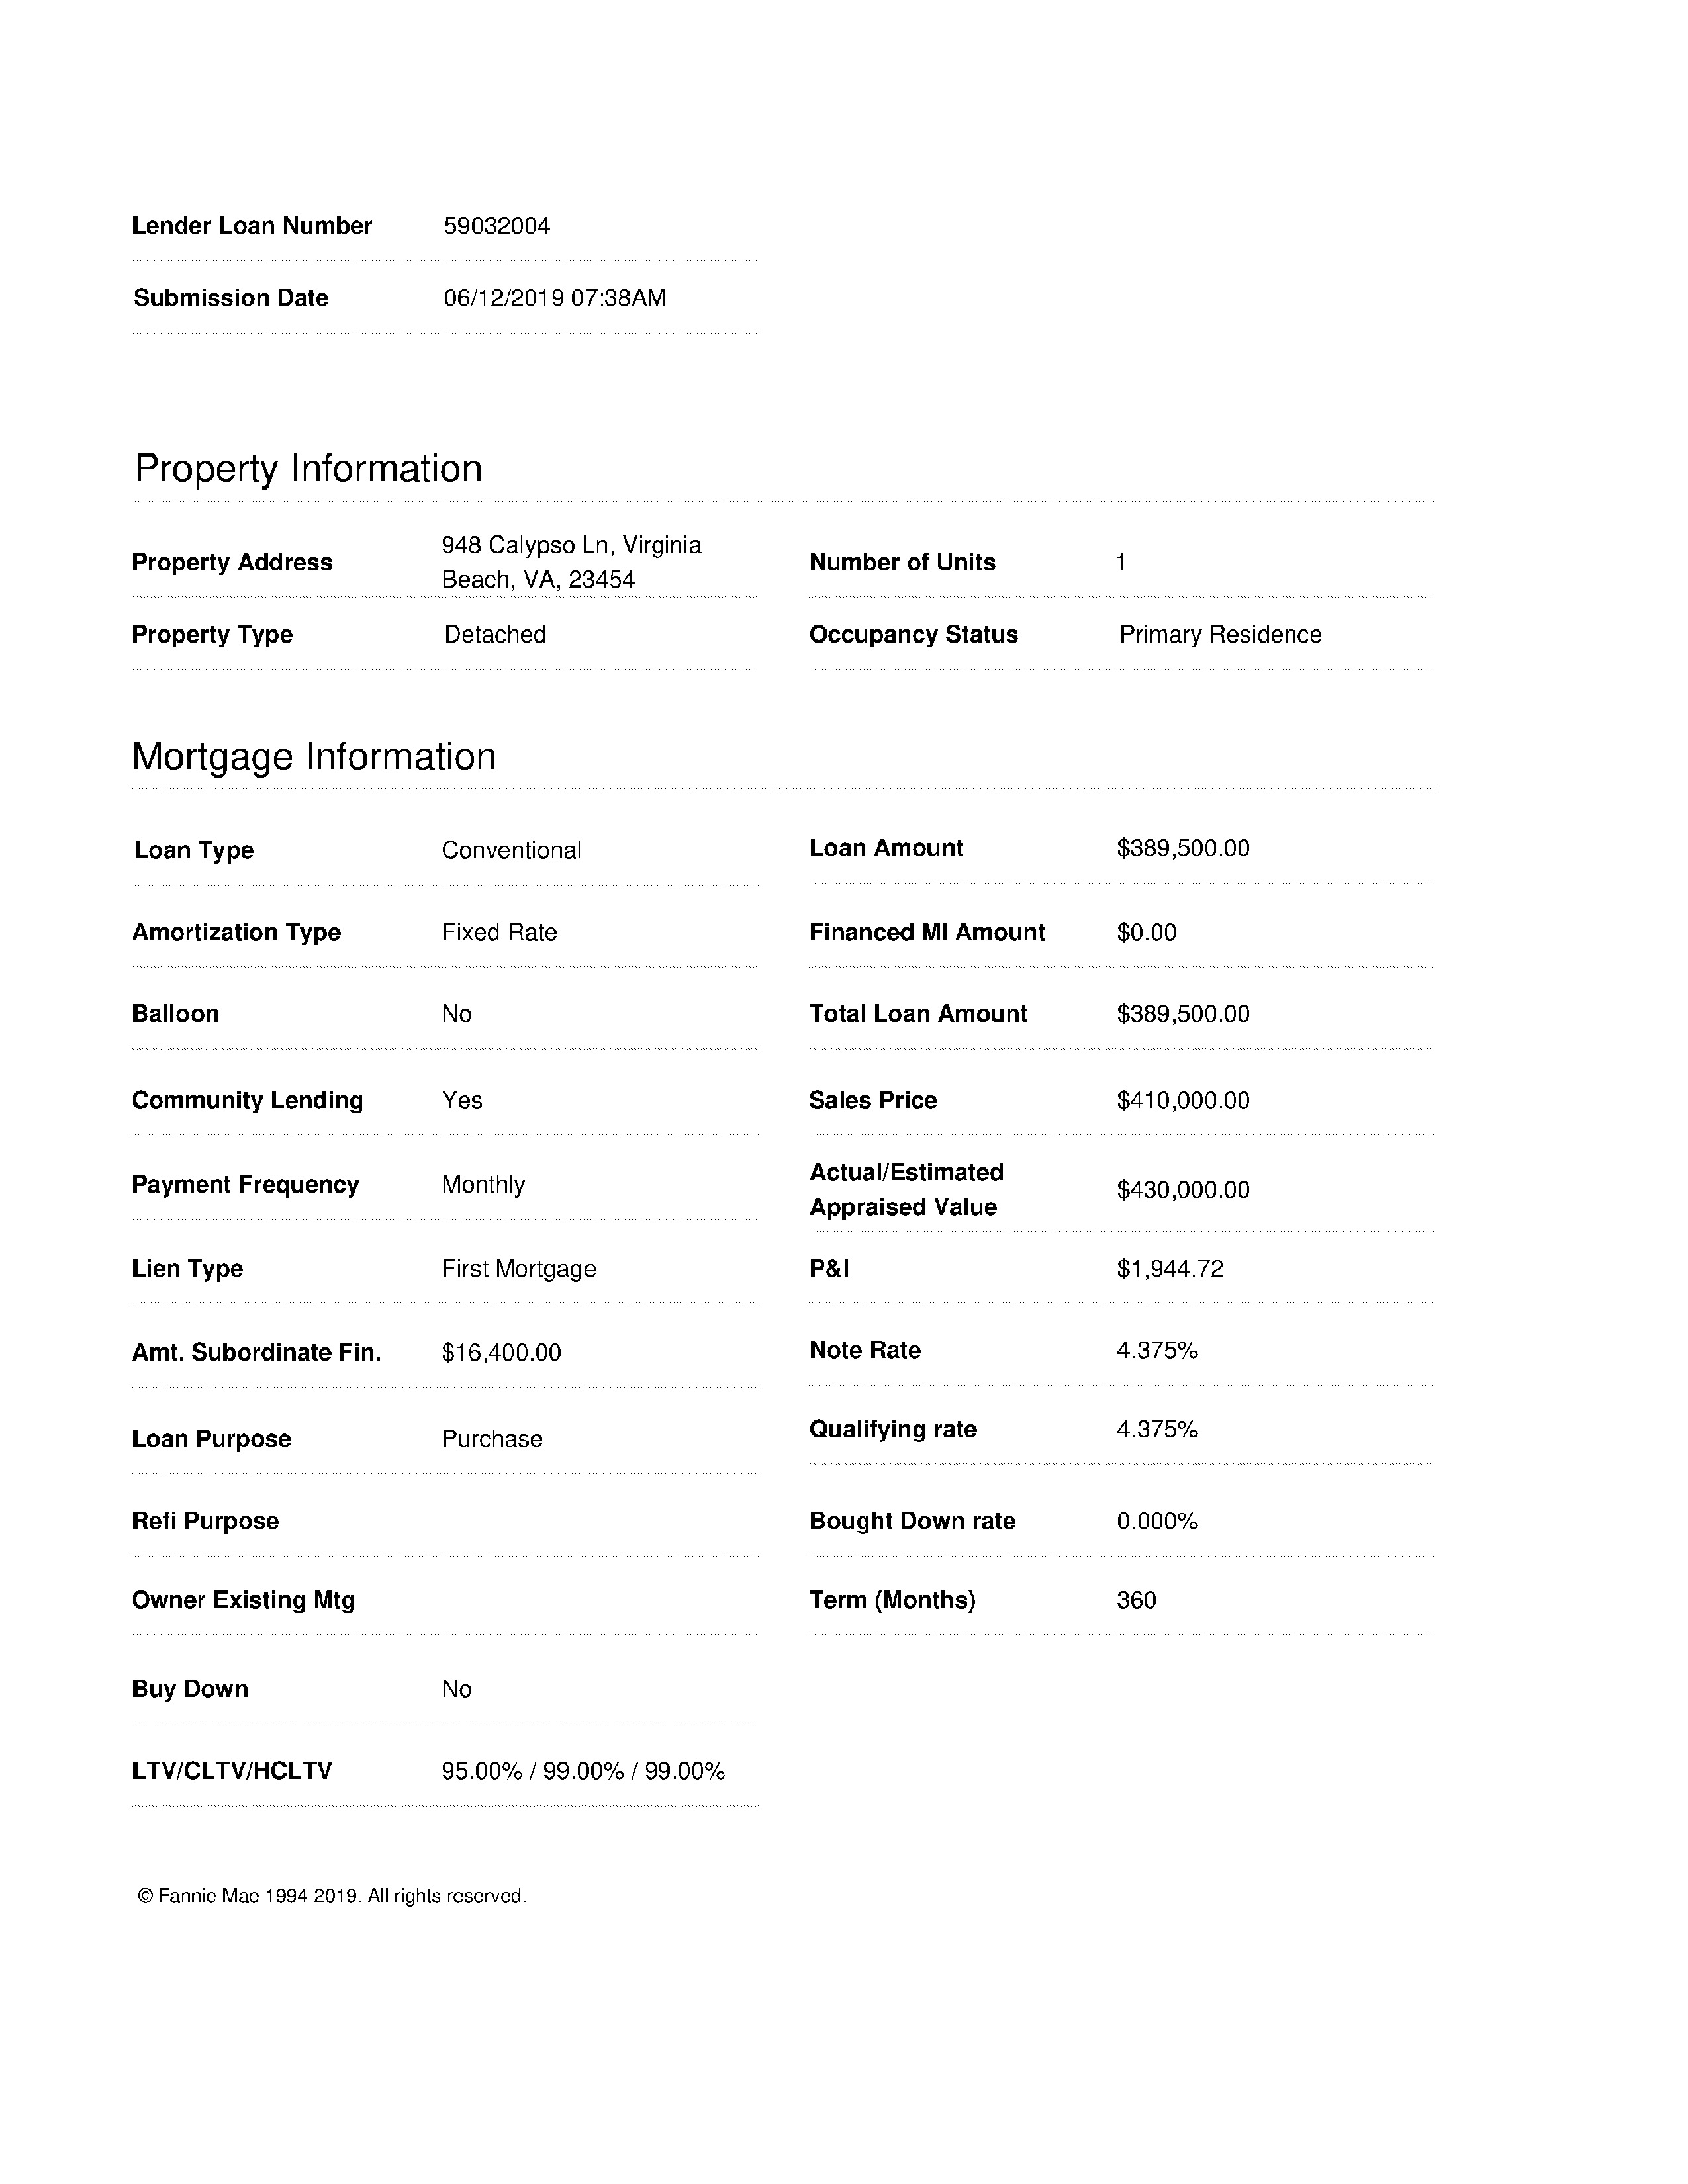 Lender Loan Number 59032004
Submission Date 06/12/2019 07:38AM
Property Information
Property Address 948 Calypso Ln, Virginia
Beach, VA, 23454
Number of Units 1
Property Type Detached
Occupancy Status Primary Residence
Mortgage Information
Loan Type Conventional
Loan Amount $389,500.00
Amortization Type Fixed Rate
Financed MI Amount $0.00
Balloon No
Total Loan Amount $389,500.00
Community Lending Yes
Sales Price $410,000.00
Payment Frequency Monthly
Actual/Estimated
Appraised Value $430,000.00
Lien Type First Mortgage
P&I $1,944.72
Amt. Subordinate Fin. $16,400.00
Note Rate 4.375%
Loan Purpose Purchase
Qualifying rate 4.375%
Refi Purpose
Bought Down rate 0.000%
Owner Existing Mtg
Term (Months) 360
Buy Down No
LTV/CLTV/HCLTV 95.00% / 99.00% / 99.00%
© Fannie Mae 1994-2019. All rights reserved.